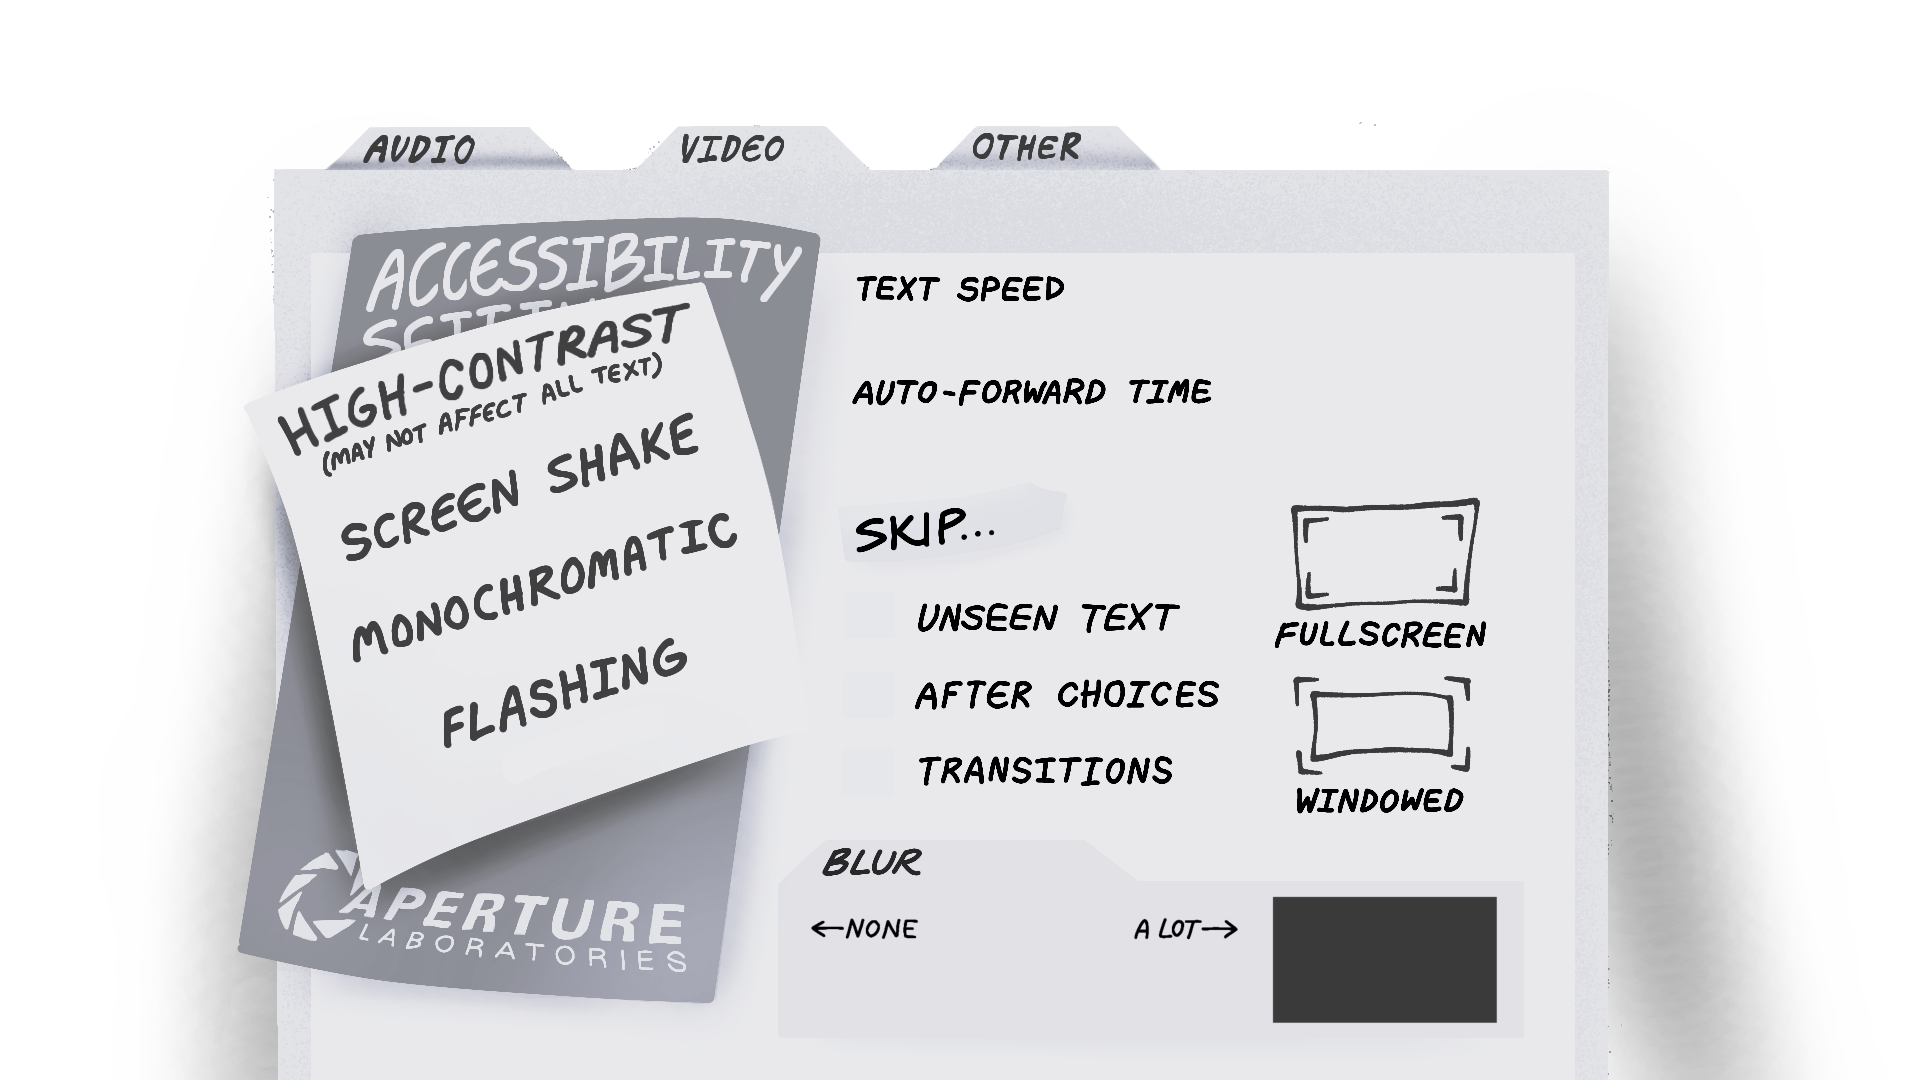 AUDIO
VIDEO
OTHER
ACCESSIBILITY
HIGH-CONTRAST
(MAY NOT AFFECT ALL TEXT)
SCREEN SHAKE
MONOCHROMATIC
FLASHING
APERTURE
LABORATORIES
TEXT SPEED
AUTO-FORWARD TIME
SKIP...
UNSEEN TEXT
AFTER CHOICES
TRANSITIONS
FULLSCREEN
WINDOWED
BLUR
←NONE
A LOT→